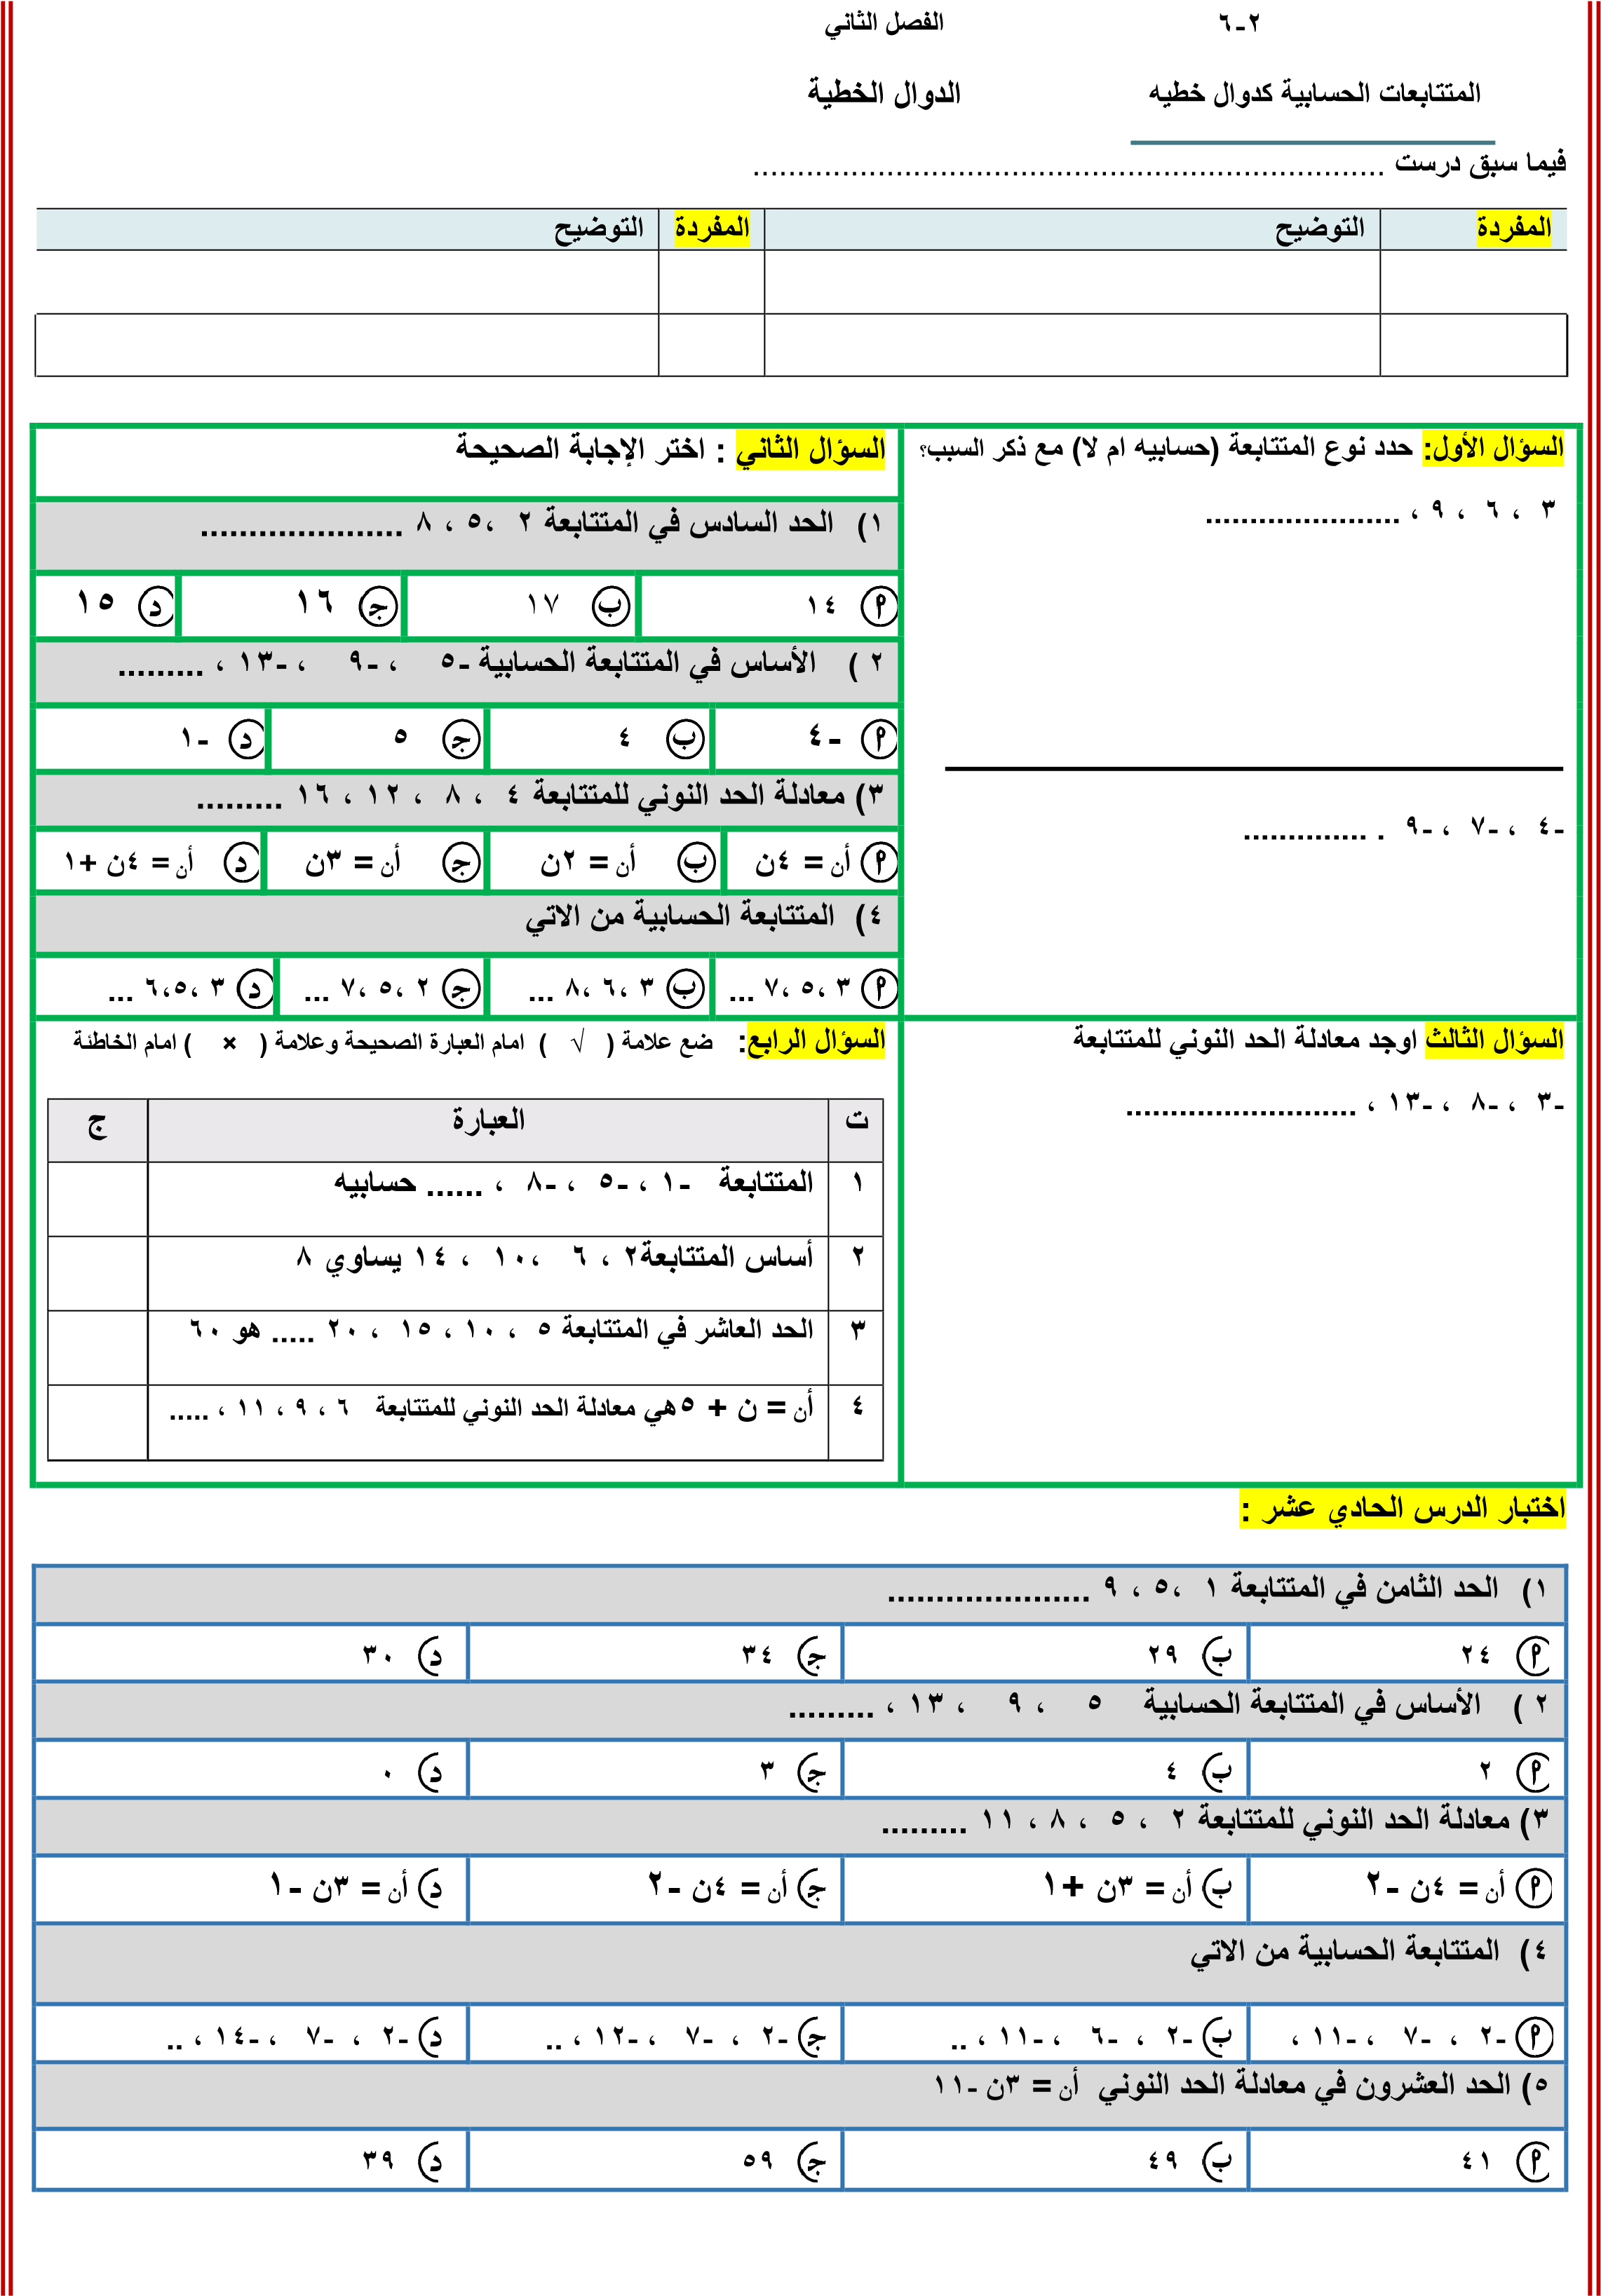 ٢-٦ الفصل الثاني
المتتابعات الحسابية كدوال خطيه الدوال الخطية
فيما سبق درست ......................................................................
المفردة التوضيح المفردة التوضيح
السؤال الأول: حدد نوع المتتابعة (حسابيه ام لا) مع ذكر السبب؟
٣ ، ٦ ، ٩ ، ......................
-٤ ، -٧ ، -٩ . ..............
السؤال الثاني : اختر الإجابة الصحيحة
١) الحد السادس في المتتابعة ٢ ،٥ ، ٨ .....................
م ١٤ ب ١٧ ج ١٦ د ١٥
٢ ) الأساس في المتتابعة الحسابية -٥ ، -٩ ، -١٣ ، .........
م -٤ ب ٤ ج ٥ د -١
٣) معادلة الحد النوني للمتتابعة ٤ ، ٨ ، ١٢ ، ١٦ .........
م أن = ٤ن ب أن = ٢ن ج أن = ٣ن د أن = ٤ن +١
٤) المتتابعة الحسابية من الاتي
م ٣ ،٥ ،٧ ... ب ٣ ،٦ ،٨ ... ج ٢ ،٥ ،٧ ... د ٣ ،٥،٦ ...
السؤال الثالث اوجد معادلة الحد النوني للمتتابعة
-٣ ، -٨ ، -١٣ ، ..........................
السؤال الرابع: ضع علامة ( √ ) امام العبارة الصحيحة وعلامة ( × ) امام الخاطئة
ت العبارة ج
١ المتتابعة -١ ، -٥ ، -٨ ، ...... حسابيه
٢ أساس المتتابعة٢ ، ٦ ،١٠ ، ١٤ يساوي ٨
٣ الحد العاشر في المتتابعة ٥ ، ١٠ ، ١٥ ، ٢٠ ..... هو ٦٠
٤ أن = ن + ٥هي معادلة الحد النوني للمتتابعة ٦ ، ٩ ، ١١ ، .....
اختبار الدرس الحادي عشر :
١) الحد الثامن في المتتابعة ١ ،٥ ، ٩ .....................
م ٢٤ ب ٢٩ ج ٣٤ د ٣٠
٢ ) الأساس في المتتابعة الحسابية ٥ ، ٩ ، ١٣ ، .........
م ٢ ب ٤ ج ٣ د ٠
٣) معادلة الحد النوني للمتتابعة ٢ ، ٥ ، ٨ ، ١١ .........
م أن = ٤ن -٢ ب أن = ٣ن +١ ج أن = ٤ن -٢ د أن = ٣ن -١
٤) المتتابعة الحسابية من الاتي
م -٢ ، -٧ ، -١١ ، ب -٢ ، -٦ ، -١١ ، .. ج -٢ ، -٧ ، -١٢ ، .. د -٢ ، -٧ ، -١٤ ، ..
٥) الحد العشرون في معادلة الحد النوني أن = ٣ن -١١
م ٤١ ب ٤٩ ج ٥٩ د ٣٩